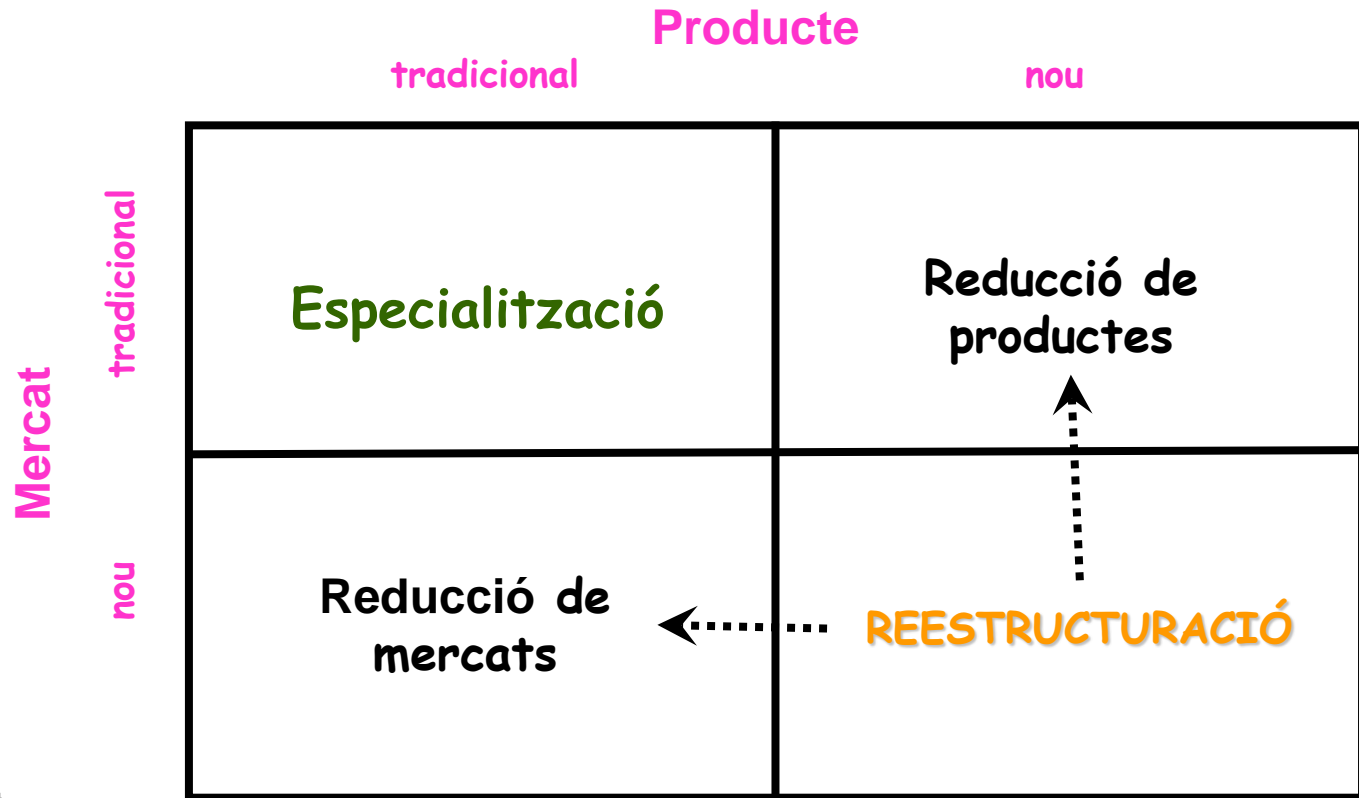 Producte
tradicional nou
Mercat
tradicional
Especialització
Reducció de
productes
nou
Reducció de
mercats
REESTRUCTURACIÓ